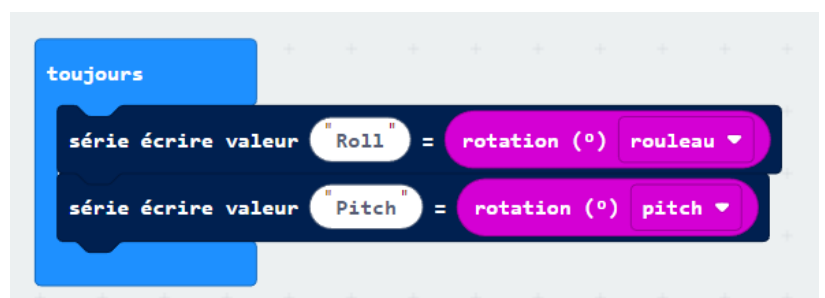 toujours
série écrire valeur "Roll" = rotation (º) rouleau
série écrire valeur "Pitch" = rotation (º) pitch